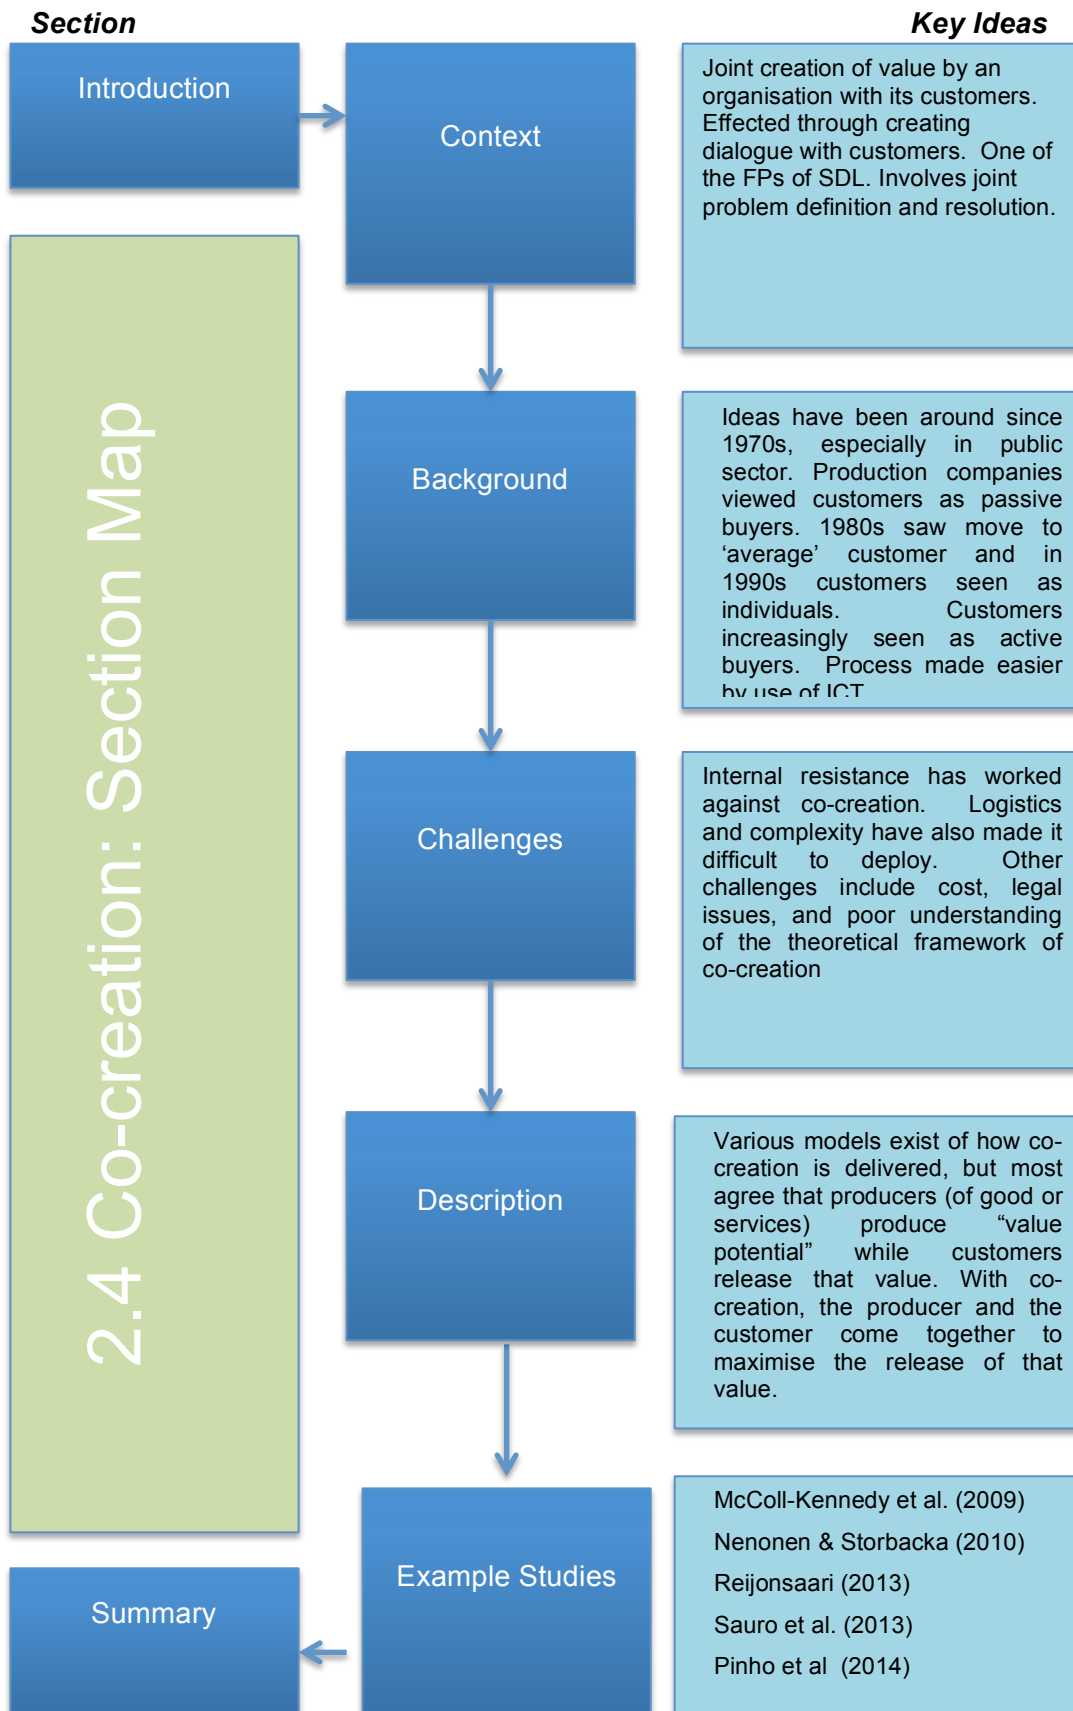 Section
Key Ideas
Introduction
Context
Joint creation of value by an
organisation with its customers.
Effected through creating
dialogue with customers.  One of
the FPs of SDL. Involves joint
problem definition and resolution.
2.4 Co-creation: Section Map
Background
Ideas have been around since
1970s, especially in public
sector. Production companies
viewed customers as passive
buyers. 1980s saw move to
‘average’ customer and in
1990s customers seen as
individuals. Customers
increasingly seen as active
buyers. Process made easier
by use of ICT
Challenges
Internal resistance has worked
against co-creation. Logistics
and complexity have also made it
difficult to deploy. Other
challenges include cost, legal
issues, and poor understanding
of the theoretical framework of
co-creation
Description
Various models exist of how co-
creation is delivered, but most
agree that producers (of good or
services) produce “value
potential” while customers
release that value. With co-
creation, the producer and the
customer come together to
maximise the release of that
value.
Example Studies
McColl-Kennedy et al. (2009)
Nenonen & Storbacka (2010)
Reijonsaari (2013)
Sauro et al. (2013)
Pinho et al  (2014)
Summary